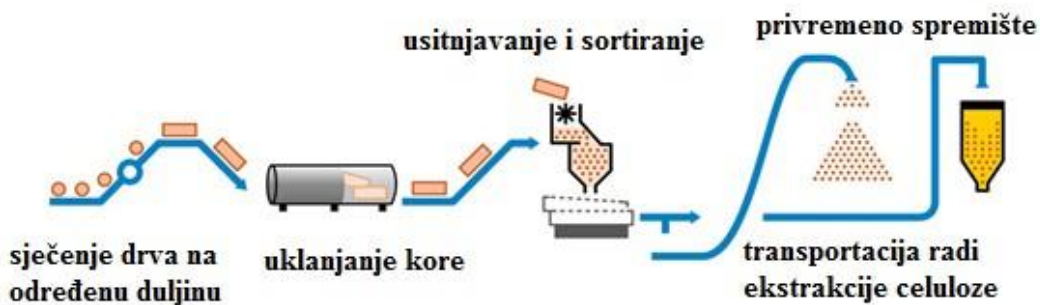 sječenje drva na
određenu duljinu
uklanjanje kore
usitnjavanje i sortiranje
privremeno spremište
transportacija radi
ekstrakcije celuloze